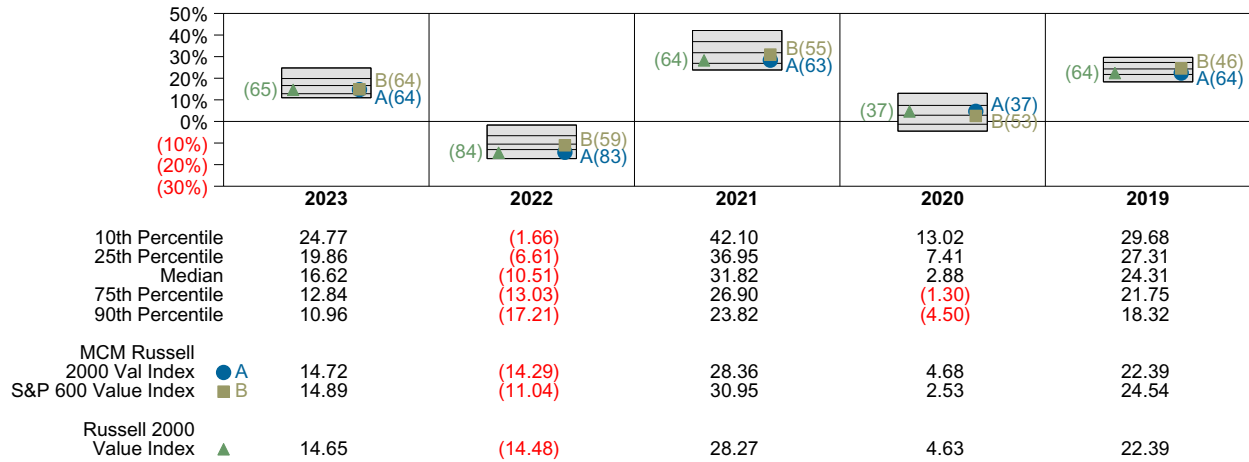 50%
40%
30%
20%
10%
0%
(10%)
(20%)
(30%)
(65) B(64)
A(64)
(84) B(59)
A(83)
(64) B(55)
A(63)
(37) A(37)
B(53)
(64) B(46)
A(64)
2023 2022 2021 2020 2019
10th Percentile 24.77 (1.66) 42.10 13.02 29.68
25th Percentile 19.86 (6.61) 36.95 7.41 27.31
Median 16.62 (10.51) 31.82 2.88 24.31
75th Percentile 12.84 (13.03) 26.90 (1.30) 21.75
90th Percentile 10.96 (17.21) 23.82 (4.50) 18.32
MCM Russell
2000 Val Index A 14.72 (14.29) 28.36 4.68 22.39
S&P 600 Value Index B 14.89 (11.04) 30.95 2.53 24.54
Russell 2000
Value Index 14.65 (14.48) 28.27 4.63 22.39